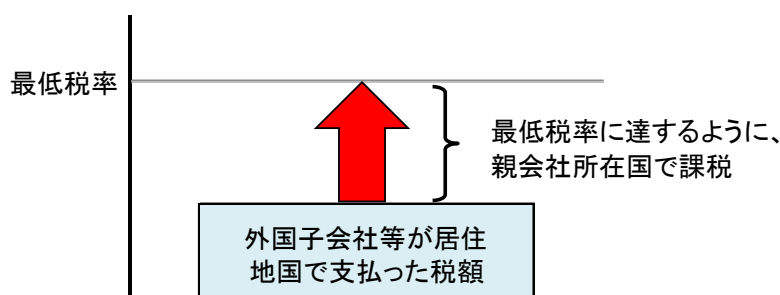 最低税率
最低税率に達するように、
親会社所在国で課税
外国子会社等が居住
地国で支払った税額